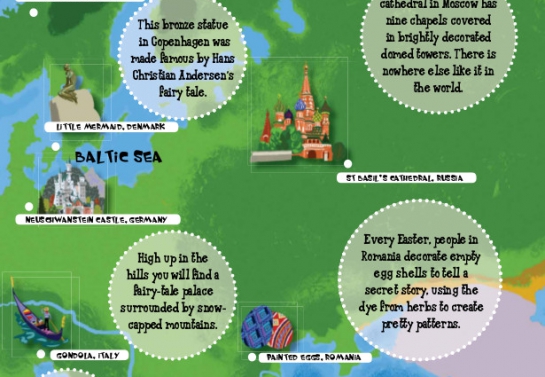 This bronze statue
in Copenhagen was
made famous by Hans
Christian Andersen's
fairy tale.
cathedral in Moscow has
nine chapels covered
in brightly decorated
domed towers. There is
nowhere else like it in
the world.
LITTLE MERMAID, DENMARK
BALTIC SEA
ST BASIL'S CATHEDRAL, RUSSIA
NEUSCHWANSTEIN CASTLE, GERMANY
High up in the
hills you will find a
fairy-tale palace
surrounded by snow-
capped mountains.
Every Easter, people in
Romania decorate empty
egg shells to tell a
secret story, using the
dye from herbs to create
pretty patterns.
GONDOLA, ITALY
PAINTED EGGS, ROMANIA